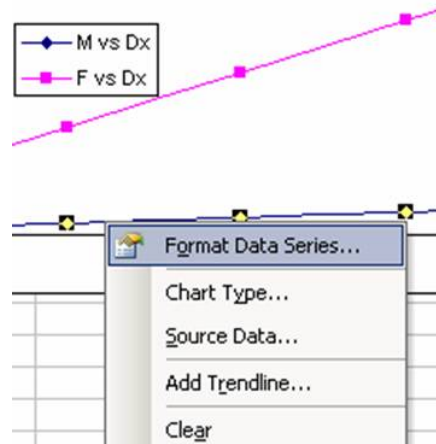 M vs Dx
F vs Dx
Format Data Series...
Chart Type...
Source Data...
Add Trendline...
Clear